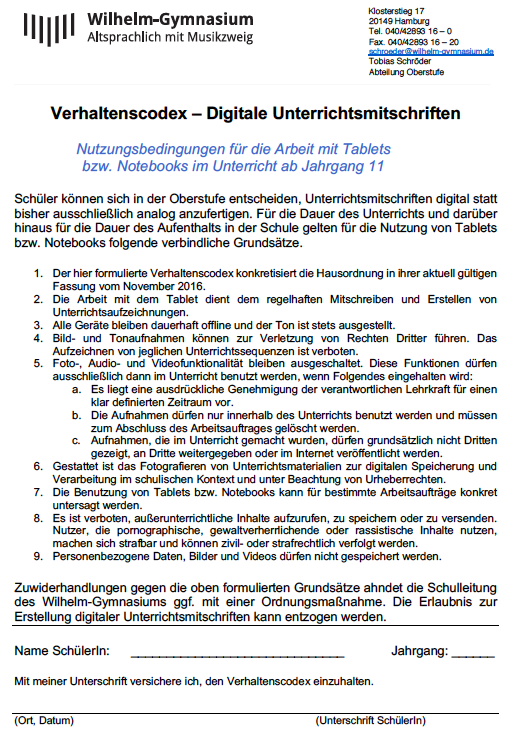 Wilhelm-Gymnasium
Altsprachlich mit Musikzweig
Klosterstieg 17
20149 Hamburg
Tel. 040/42893 16 – 0
Fax. 040/42893 16 – 20
schroeder@wilhelm-gymnasium.de
Tobias Schröder
Abteilung Oberstufe
Verhaltenscodex – Digitale Unterrichtsmitschriften
Nutzungsbedingungen für die Arbeit mit Tablets
bzw. Notebooks im Unterricht ab Jahrgang 11
Schüler können sich in der Oberstufe entscheiden, Unterrichtsmitschriften digital statt
bisher ausschließlich analog anzufertigen. Für die Dauer des Unterrichts und darüber
hinaus für die Dauer des Aufenthalts in der Schule gelten für die Nutzung von Tablets
bzw. Notebooks folgende verbindliche Grundsätze.
1. Der hier formulierte Verhaltenscodex konkretisiert die Hausordnung in ihrer aktuell gültigen
Fassung vom November 2016.
2. Die Arbeit mit dem Tablet dient dem regelhaften Mitschreiben und Erstellen von
Unterrichtsaufzeichnungen.
3. Alle Geräte bleiben dauerhaft offline und der Ton ist stets ausgestellt.
4. Bild- und Tonaufnahmen können zur Verletzung von Rechten Dritter führen. Das
Aufzeichnen von jeglichen Unterrichtssequenzen ist verboten.
5. Foto-, Audio- und Videofunktionalität bleiben ausgeschaltet. Diese Funktionen dürfen
ausschließlich dann im Unterricht benutzt werden, wenn Folgendes eingehalten wird:
a. Es liegt eine ausdrückliche Genehmigung der verantwortlichen Lehrkraft für einen
klar definierten Zeitraum vor.
b. Die Aufnahmen dürfen nur innerhalb des Unterrichts benutzt werden und müssen
zum Abschluss des Arbeitsauftrages gelöscht werden.
c. Aufnahmen, die im Unterricht gemacht wurden, dürfen grundsätzlich nicht Dritten
gezeigt, an Dritte weitergegeben oder im Internet veröffentlicht werden.
6. Gestattet ist das Fotografieren von Unterrichtsmaterialien zur digitalen Speicherung und
Verarbeitung im schulischen Kontext und unter Beachtung von Urheberrechten.
7. Die Benutzung von Tablets bzw. Notebooks kann für bestimmte Arbeitsaufträge konkret
untersagt werden.
8. Es ist verboten, außerunterrichtliche Inhalte aufzurufen, zu speichern oder zu versenden.
Nutzer, die pornographische, gewaltverherrlichende oder rassistische Inhalte nutzen,
machen sich strafbar und können zivil- oder strafrechtlich verfolgt werden.
9. Personenbezogene Daten, Bilder und Videos dürfen nicht gespeichert werden.
Zuwiderhandlungen gegen die oben formulierten Grundsätze ahndet die Schulleitung
des Wilhelm-Gymnasiums ggf. mit einer Ordnungsmaßnahme. Die Erlaubnis zur
Erstellung digitaler Unterrichtsmitschriften kann entzogen werden.
Name SchülerIn: ______________________________ Jahrgang: ______
Mit meiner Unterschrift versichere ich, den Verhaltenscodex einzuhalten.
(Ort, Datum) (Unterschrift SchülerIn)